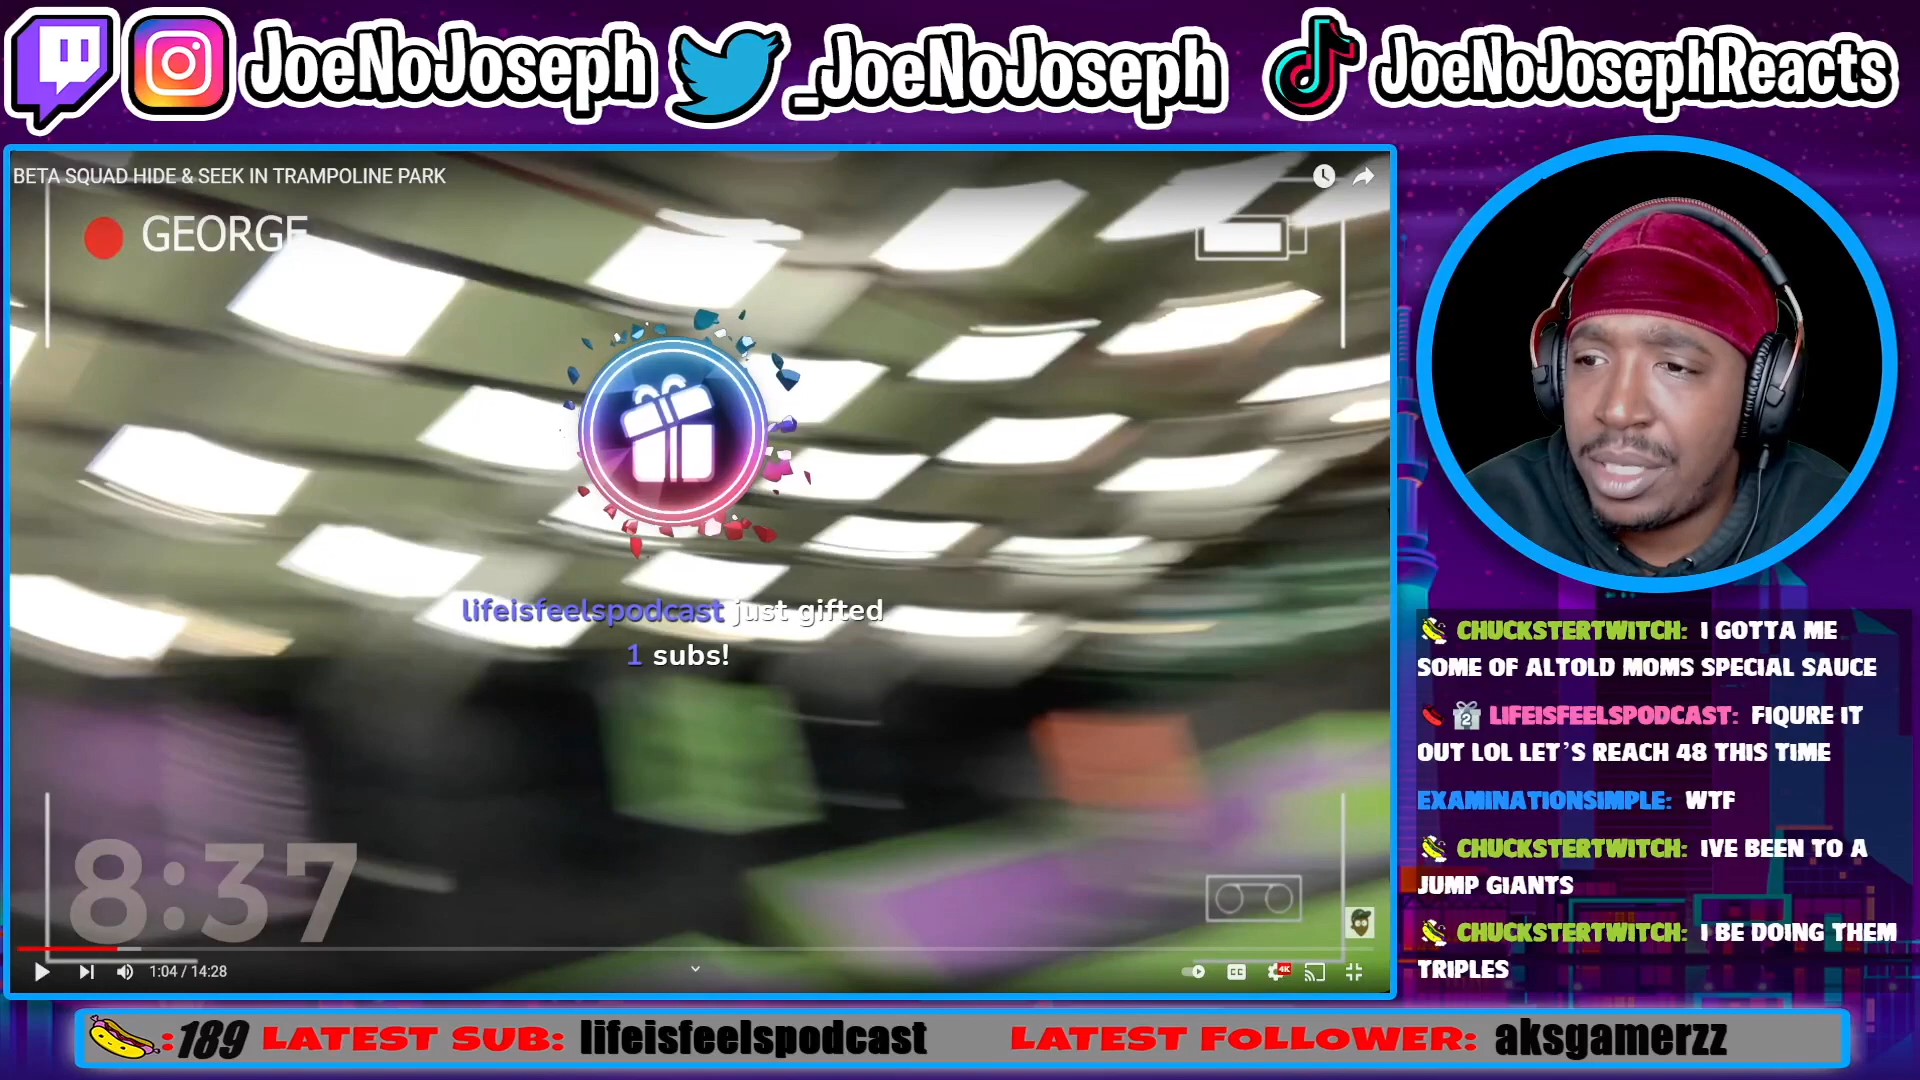 JoeNoJoseph
_JoeNoJoseph
JoeNoJosephReacts
BETA SQUAD HIDE & SEEK IN TRAMPOLINE PARK
GEORGE
lifeisfeelspodcast just gifted
1 subs!
8:37
1:04 / 14:28
CC
4K
CHUCKSTERTWITCH: I GOTTA ME
SOME OF ALTOLD MOMS SPECIAL SAUCE
2 LIFEISFEELSPODCAST: FIQURE IT
OUT LOL LET'S REACH 48 THIS TIME
EXAMINATIONSIMPLE: WTF
CHUCKSTERTWITCH: IVE BEEN TO A
JUMP GIANTS
CHUCKSTERTWITCH: I BE DOING THEM
TRIPLES
:189 LATEST SUB: lifeisfeelspodcast LATEST FOLLOWER: aksgamerzz